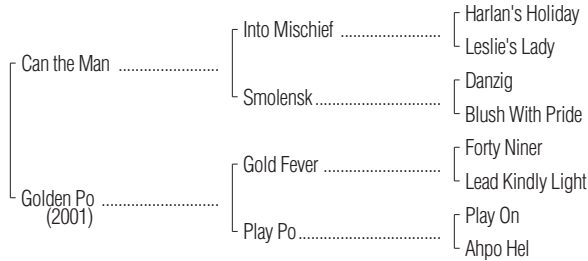 Harlan's Holiday
Into Mischief ....................
Leslie's Lady
Can the Man ....................
Danzig
Smolensk ....................
Blush With Pride
Forty Niner
Gold Fever ....................
Lead Kindly Light
Golden Po ....................
(2001)
Play On
Play Po ....................
Ahpo Hel